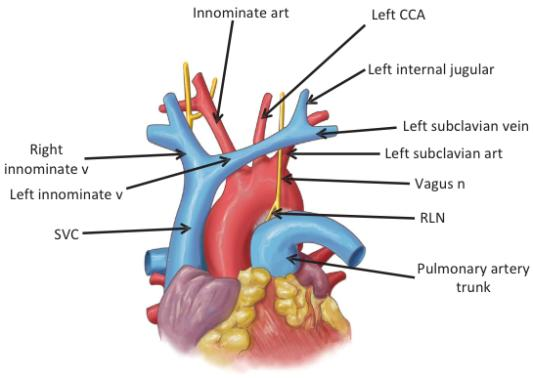 Innominate art
Left CCA
Left internal jugular
Left subclavian vein
Left subclavian art
Vagus n
RLN
Pulmonary artery
trunk
Right
innominate v
Left innominate v
SVC